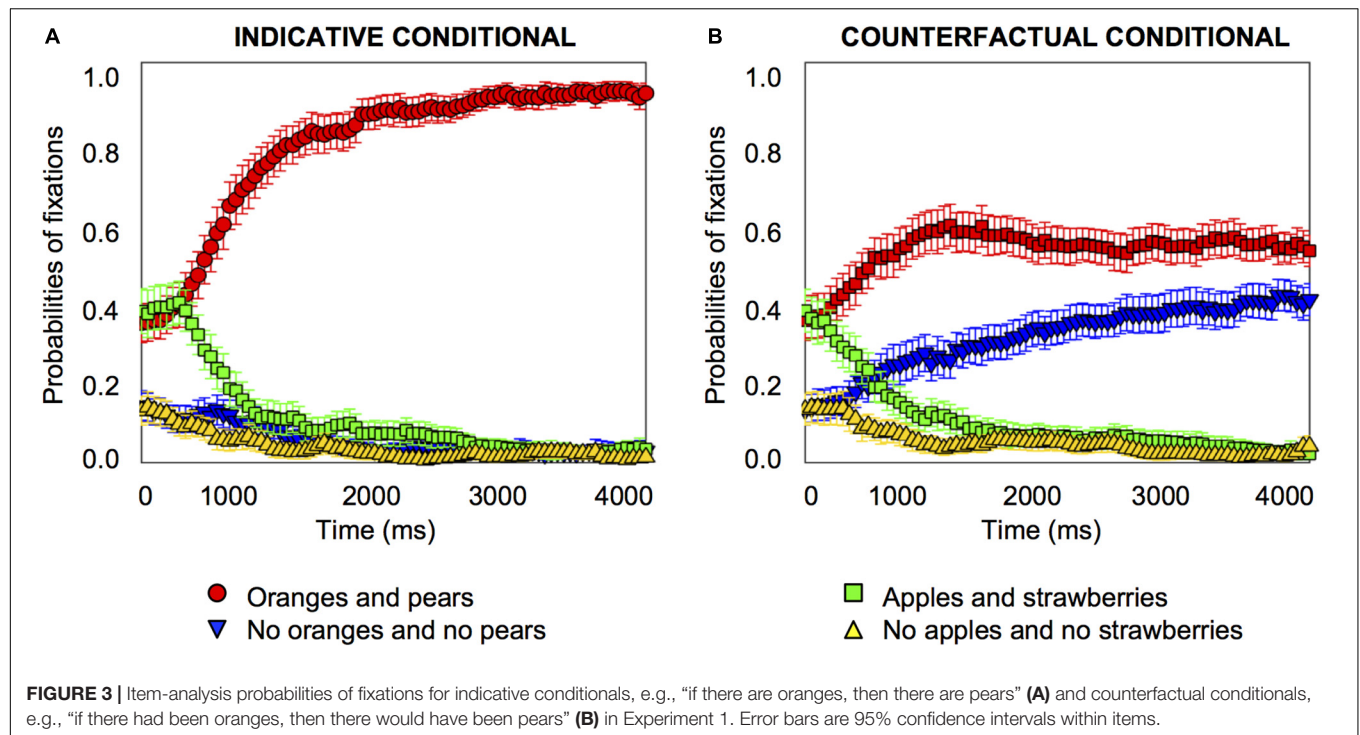 A INDICATIVE CONDITIONAL
1.0
0.8
0.6
0.4
0.2
0.0
Probabilities of fixations
0 1000 2000 3000 4000
Time (ms)
B COUNTERFACTUAL CONDITIONAL
1.0
0.8
0.6
0.4
0.2
0.0
Probabilities of fixations
0 1000 2000 3000 4000
Time (ms)
Oranges and pears
No oranges and no pears
Apples and strawberries
No apples and no strawberries
FIGURE 3 | Item-analysis probabilities of fixations for indicative conditionals, e.g., “if there are oranges, then there are pears” (A) and counterfactual conditionals,
e.g., “if there had been oranges, then there would have been pears” (B) in Experiment 1. Error bars are 95% confidence intervals within items.